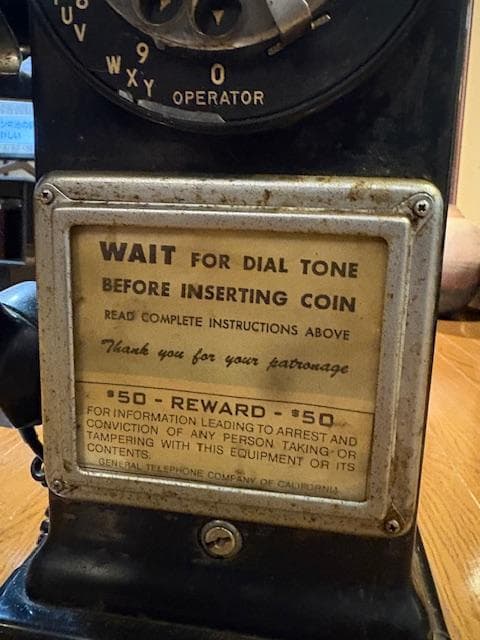 UV
9
WXY
0
OPERATOR
WAIT FOR DIAL TONE
BEFORE INSERTING COIN
READ COMPLETE INSTRUCTIONS ABOVE
Thank you for your patronage
$50 - REWARD - $50
FOR INFORMATION LEADING TO ARREST AND
CONVICTION OF ANY PERSON TAKING OR
TAMPERING WITH THIS EQUIPMENT OR ITS
CONTENTS.
GENERAL TELEPHONE COMPANY OF CALIFORNIA